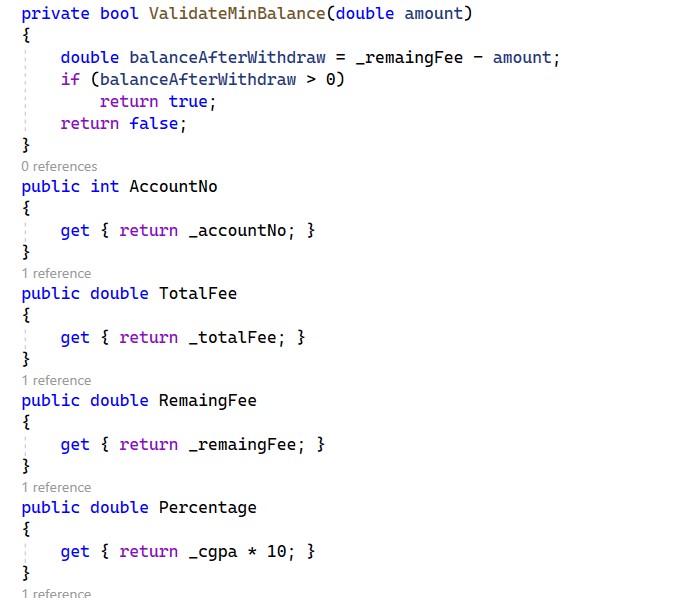 private bool ValidateMinBalance(double amount)
{
double balanceAfterWithdraw = _remaingFee - amount;
if (balanceAfterWithdraw > 0)
return true;
return false;
}
0 references
public int AccountNo
{
get { return _accountNo; }
}
1 reference
public double TotalFee
{
get { return _totalFee; }
}
1 reference
public double RemaingFee
{
get { return _remaingFee; }
}
1 reference
public double Percentage
{
get { return _cgpa * 10; }
}
1 reference